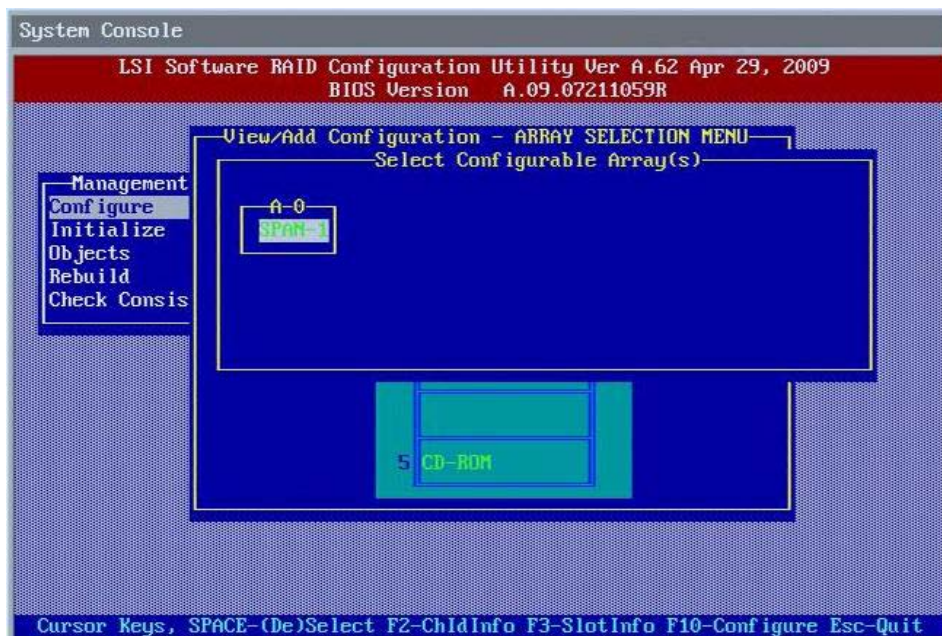 System Console
LSI Software RAID Configuration Utility Ver A.62 Apr 29, 2009
BIOS Version A.09.07211059R
View/Add Configuration - ARRAY SELECTION MENU
Select Configurable Array(s)
Management
Configure
Initialize
Objects
Rebuild
Check Consis
A-0
SPAN-1
5 CD-ROM
Cursor Keys, SPACE-(De)Select F2-ChIdInfo F3-SlotInfo F10-Configure Esc-Quit